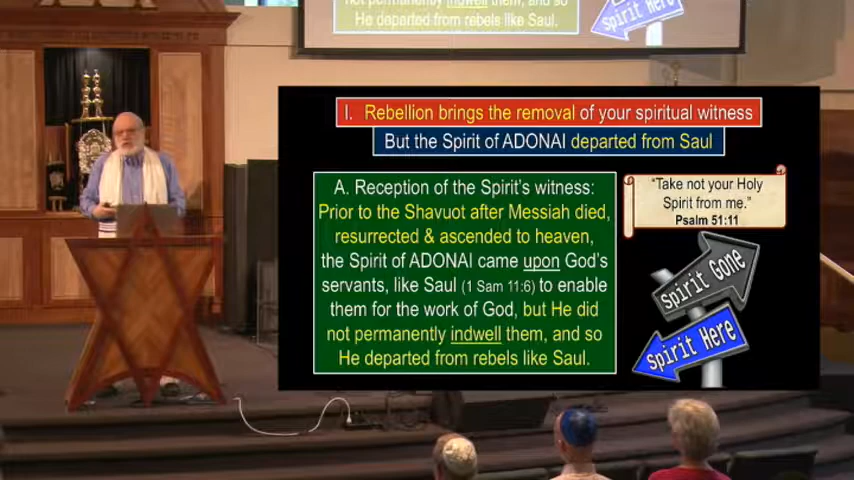 not permanently indwell them, and so
He departed from rebels like Saul.
Spirit Here
I. Rebellion brings the removal of your spiritual witness
But the Spirit of ADONAI departed from Saul
A. Reception of the Spirit's witness:
Prior to the Shavuot after Messiah died,
resurrected & ascended to heaven,
the Spirit of ADONAI came upon God's
servants, like Saul (1 Sam 11:6) to enable
them for the work of God, but He did
not permanently indwell them, and so
He departed from rebels like Saul.
"Take not your Holy
Spirit from me."
Psalm 51:11
Spirit Gone
Spirit Here